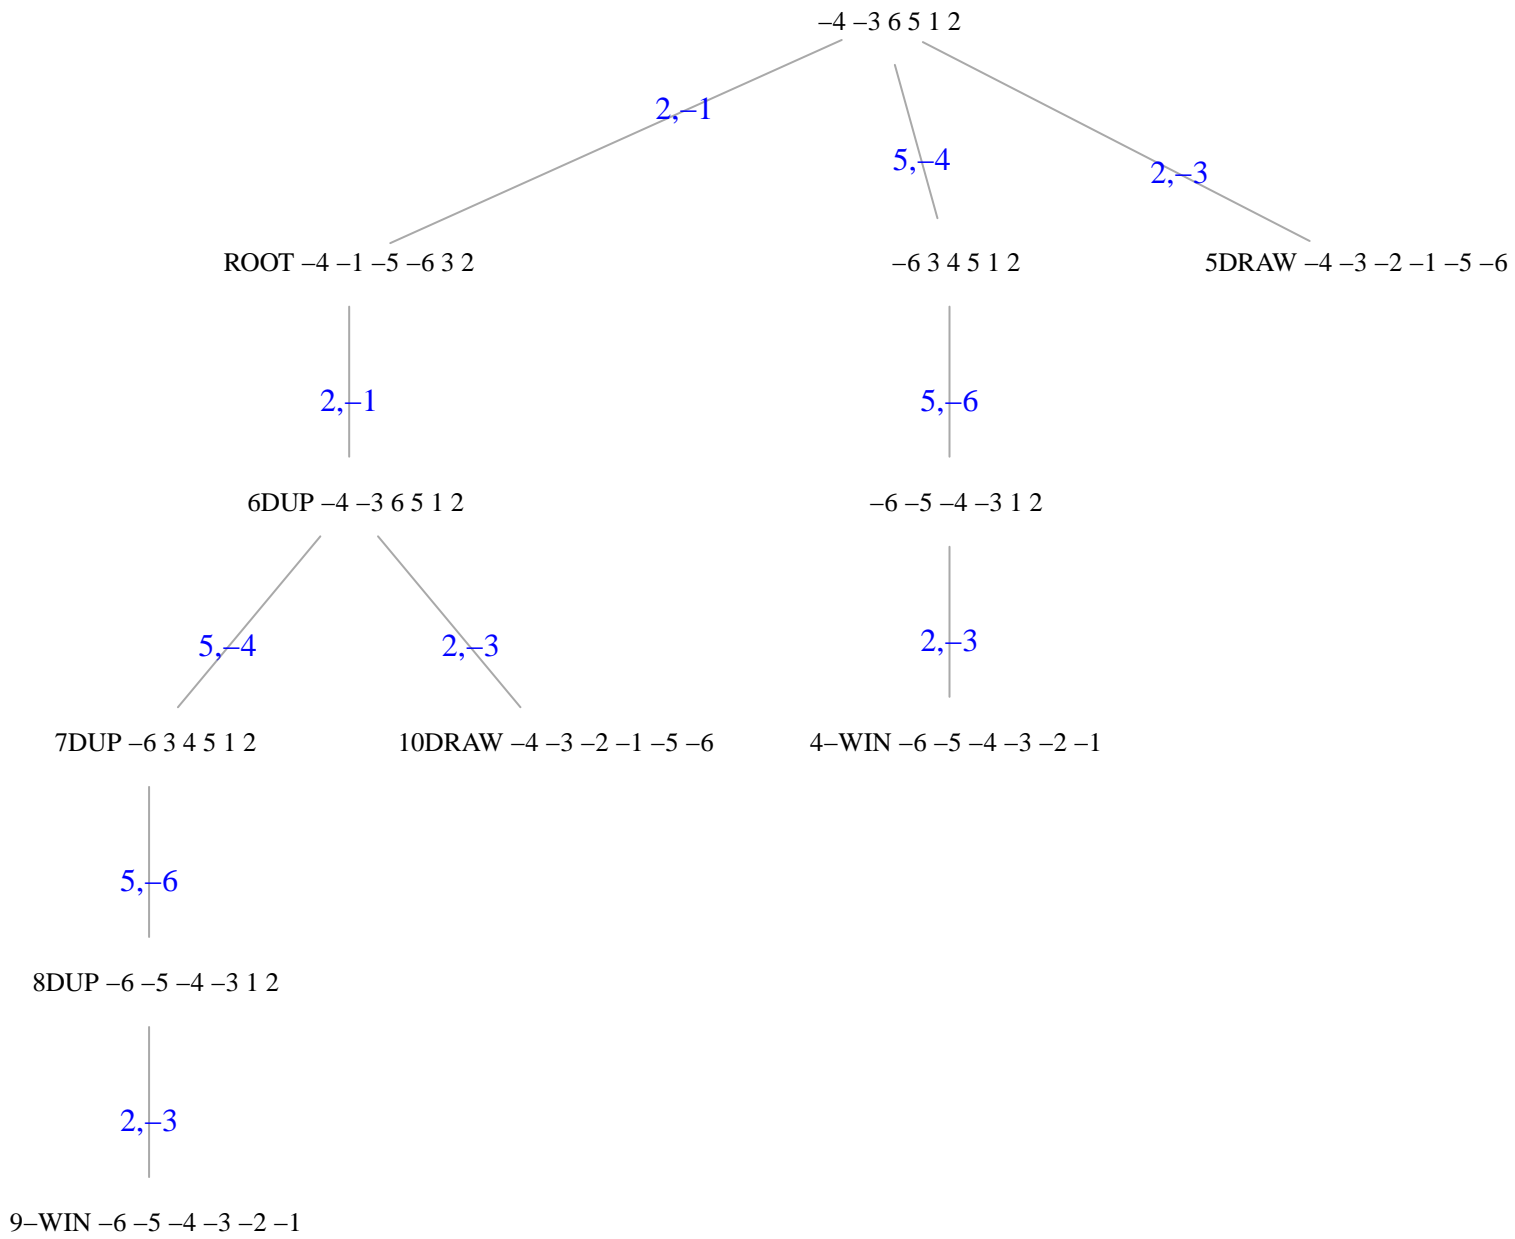 –4 –3 6 5 1 2
2,–1
5,–4
2,–3
ROOT –4 –1 –5 –6 3 2
–6 3 4 5 1 2
5DRAW –4 –3 –2 –1 –5 –6
2,–1
5,–6
6DUP –4 –3 6 5 1 2
–6 –5 –4 –3 1 2
5,–4
2,–3
2,–3
7DUP –6 3 4 5 1 2
10DRAW –4 –3 –2 –1 –5 –6
4–WIN –6 –5 –4 –3 –2 –1
5,–6
8DUP –6 –5 –4 –3 1 2
2,–3
9–WIN –6 –5 –4 –3 –2 –1